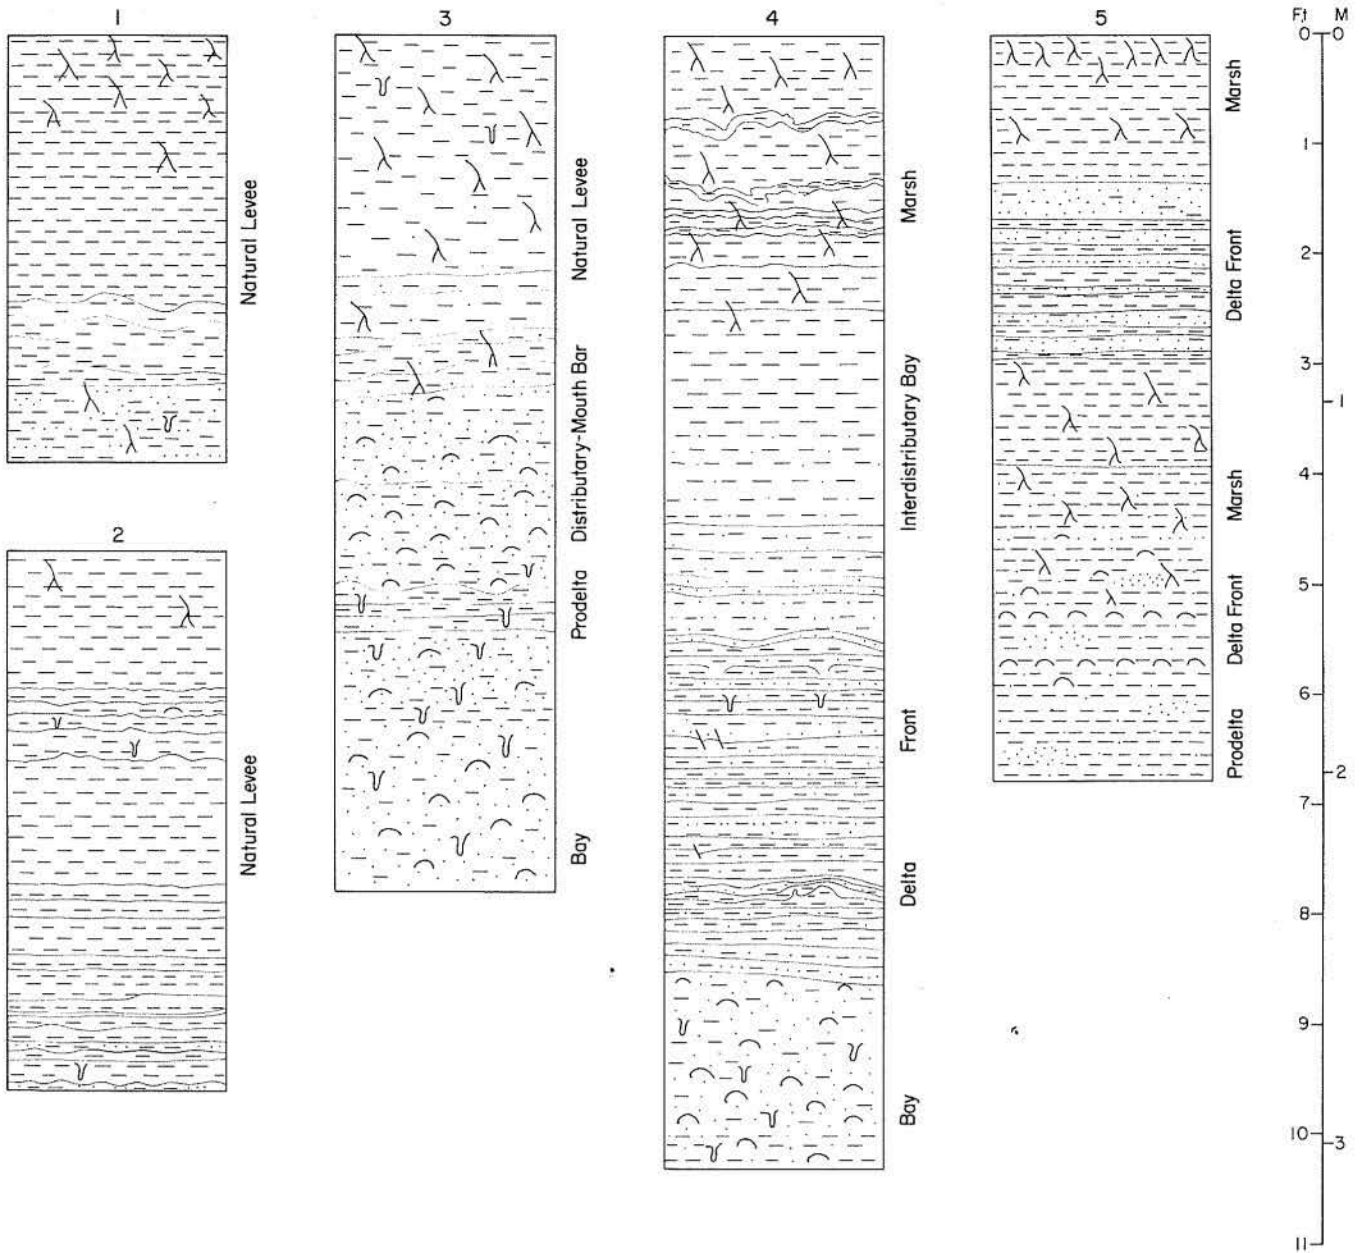 1
Natural Levee
2
Natural Levee
3
Natural Levee
Distributary-Mouth Bar
Prodelta
Bay
4
Marsh
Interdistributary Bay
Front
Delta
Bay
5
Marsh
Delta Front
Marsh
Delta Front
Prodelta
Ft M
0 0
1
2
3
1
4
5
6
2
7
8
9
10
3
11